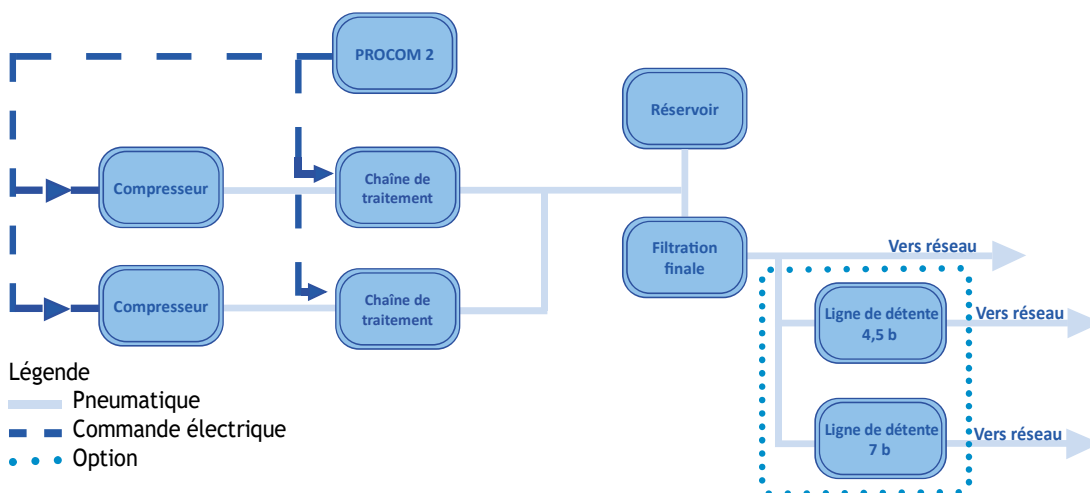 PROCOM 2
Réservoir
Compresseur
Chaîne de
traitement
Filtration
finale
Vers réseau
Compresseur
Chaîne de
traitement
Ligne de détente
4,5 b
Vers réseau
Ligne de détente
7 b
Vers réseau
Légende
Pneumatique
Commande électrique
Option